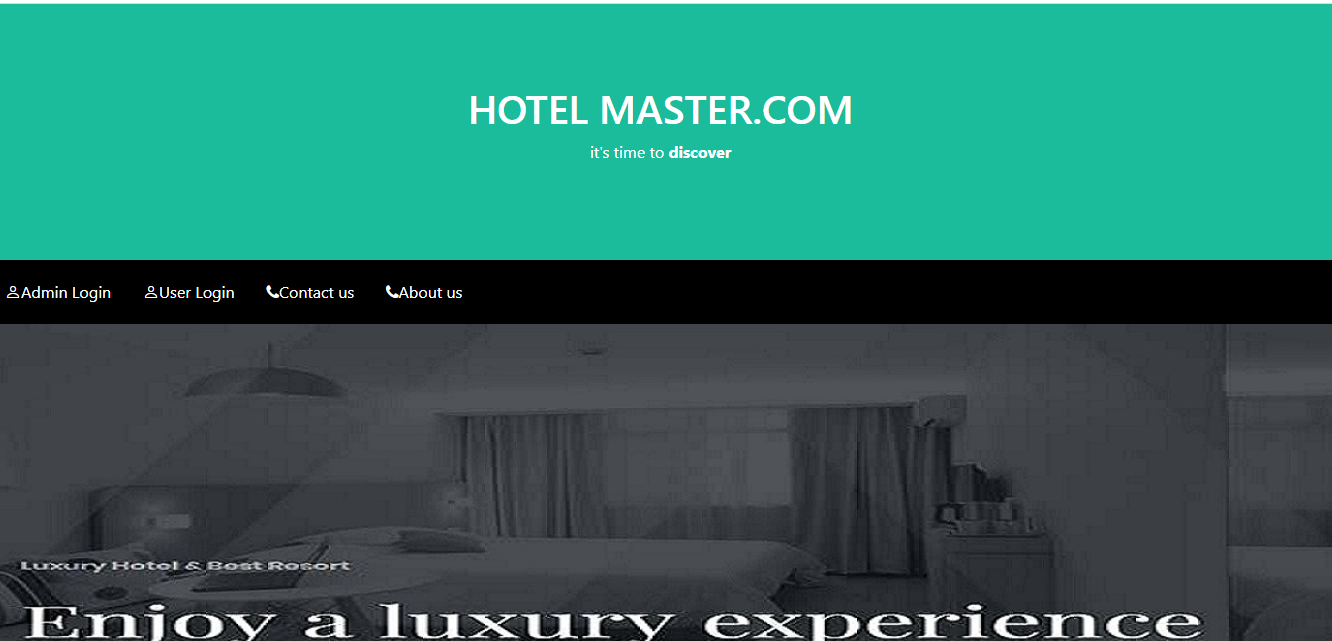 HOTEL MASTER.COM
it's time to discover
Admin Login User Login Contact us About us
Luxury Hotel & Best Resort
Enjoy a luxury experience